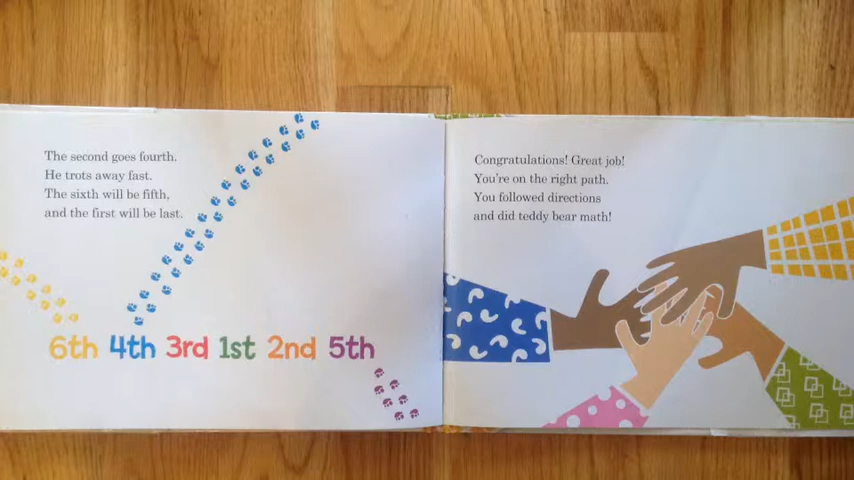 The second goes fourth.
He trots away fast.
The sixth will be fifth,
and the first will be last.
6th 4th 3rd 1st 2nd 5th
Congratulations! Great job!
You're on the right path.
You followed directions
and did teddy bear math!